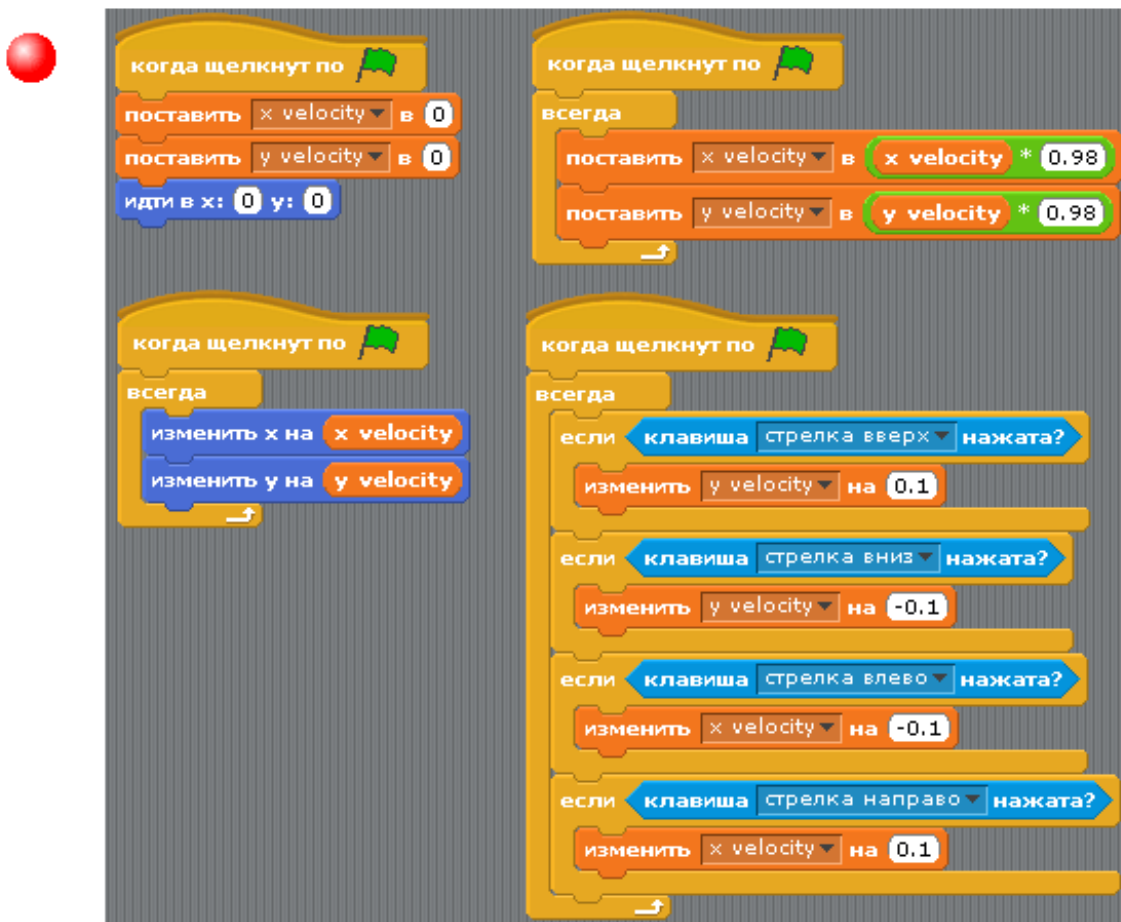 когда щелкнут по
поставить x velocity в 0
поставить y velocity в 0
идти в x: 0 y: 0
когда щелкнут по
всегда
поставить x velocity в x velocity * 0.98
поставить y velocity в y velocity * 0.98
когда щелкнут по
всегда
изменить x на x velocity
изменить y на y velocity
когда щелкнут по
всегда
если клавиша стрелка вверх нажата?
изменить y velocity на 0.1
если клавиша стрелка вниз нажата?
изменить y velocity на -0.1
если клавиша стрелка влево нажата?
изменить x velocity на -0.1
если клавиша стрелка направо нажата?
изменить x velocity на 0.1